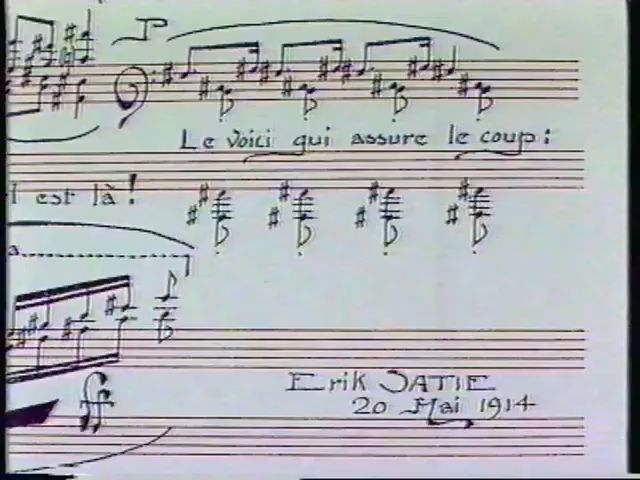 P
Le voici qui assure le coup:
l est là!
a
ff
Erik SATIE
20 Mai 1914